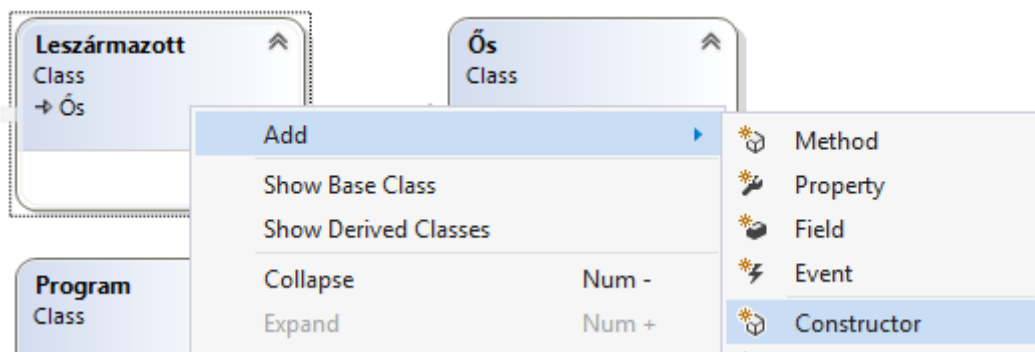 Leszármazott
Class
Ős
Ős
Class
Add
Show Base Class
Show Derived Classes
Collapse Num -
Expand Num +
Method
Property
Field
Event
Constructor
Program
Class